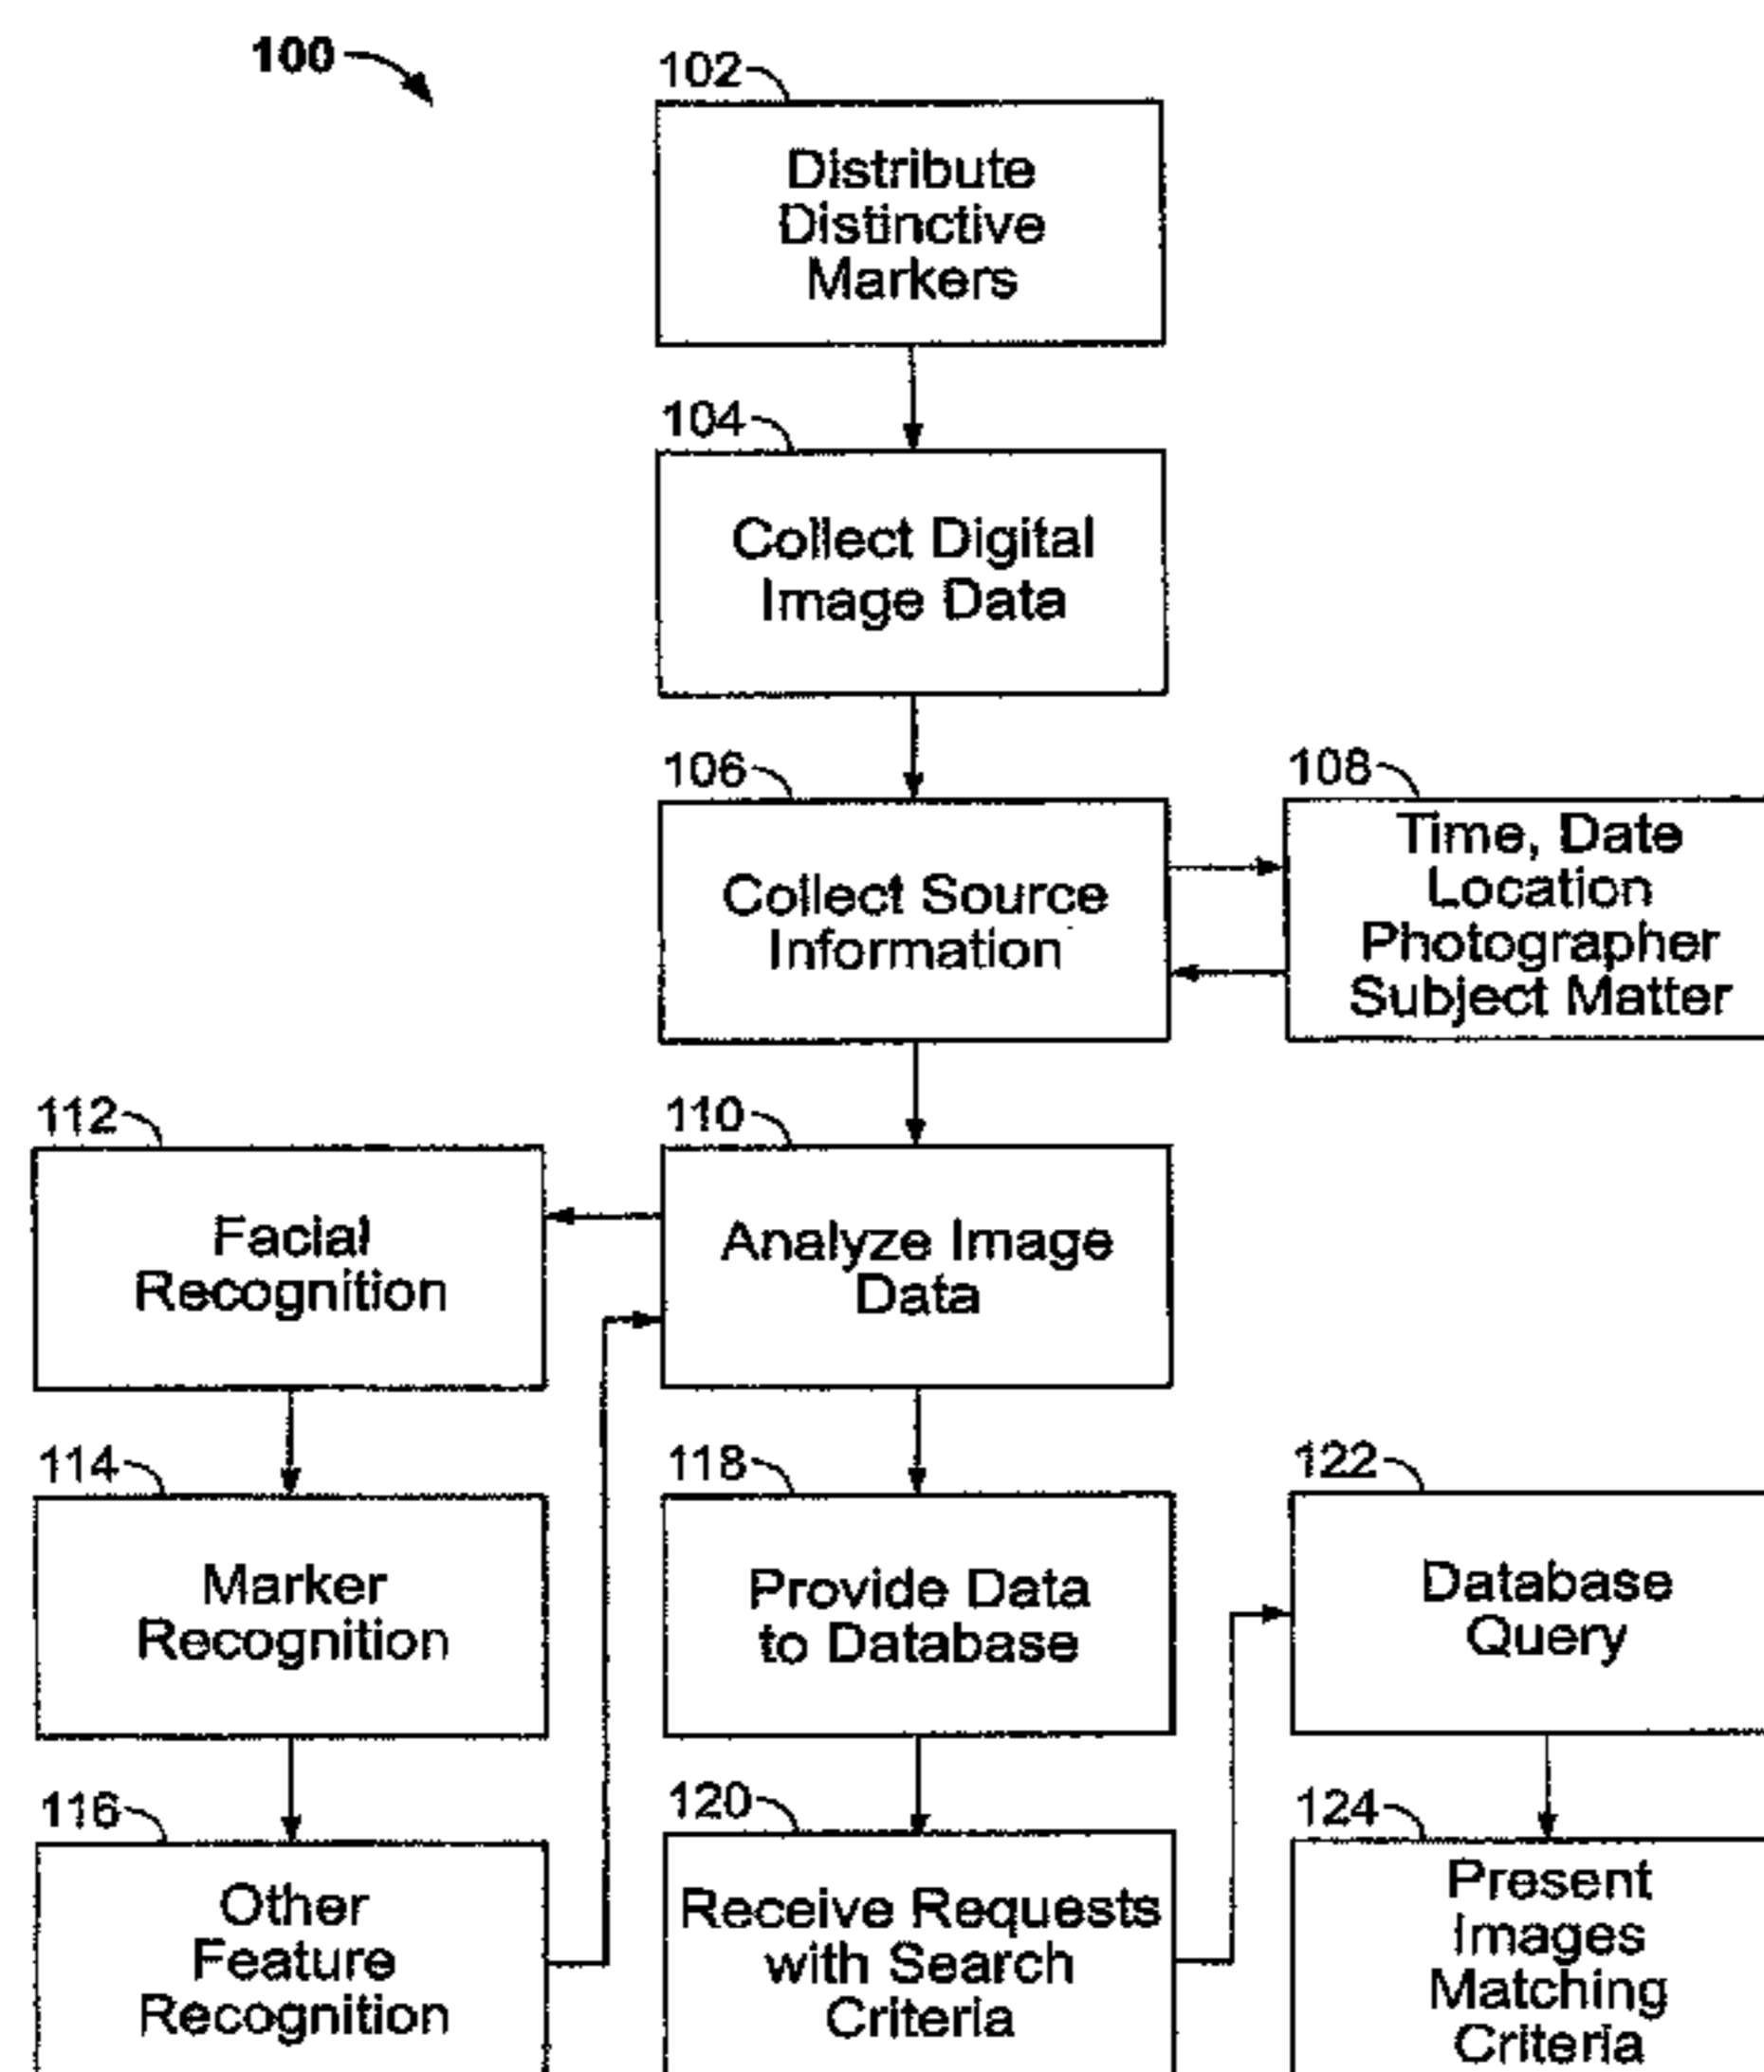 100
102
Distribute
Distinctive
Markers
104
Collect Digital
Image Data
106
Collect Source
Information
108
Time, Date
Location
Photographer
Subject Matter
110
Analyze Image
Data
112
Facial
Recognition
114
Marker
Recognition
116
Other
Feature
Recognition
118
Provide Data
to Database
120
Receive Requests
with Search
Criteria
122
Database
Query
124
Present
Images
Matching
Criteria